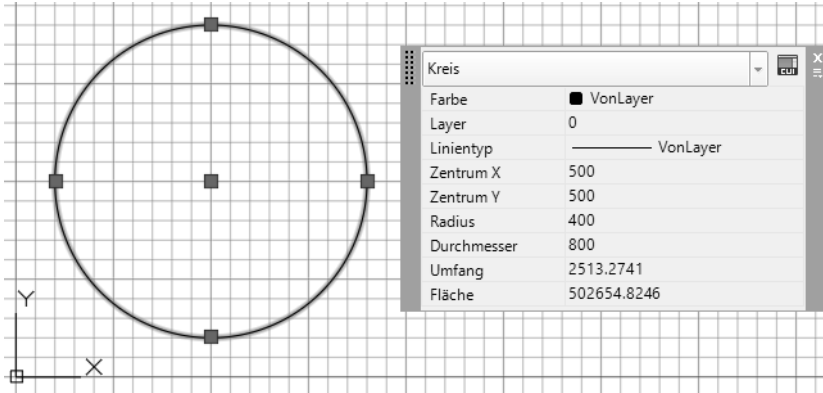 Kreis
CUI
X
Farbe VonLayer
Layer 0
Linientyp VonLayer
Zentrum X 500
Zentrum Y 500
Radius 400
Durchmesser 800
Umfang 2513.2741
Fläche 502654.8246
Y
X